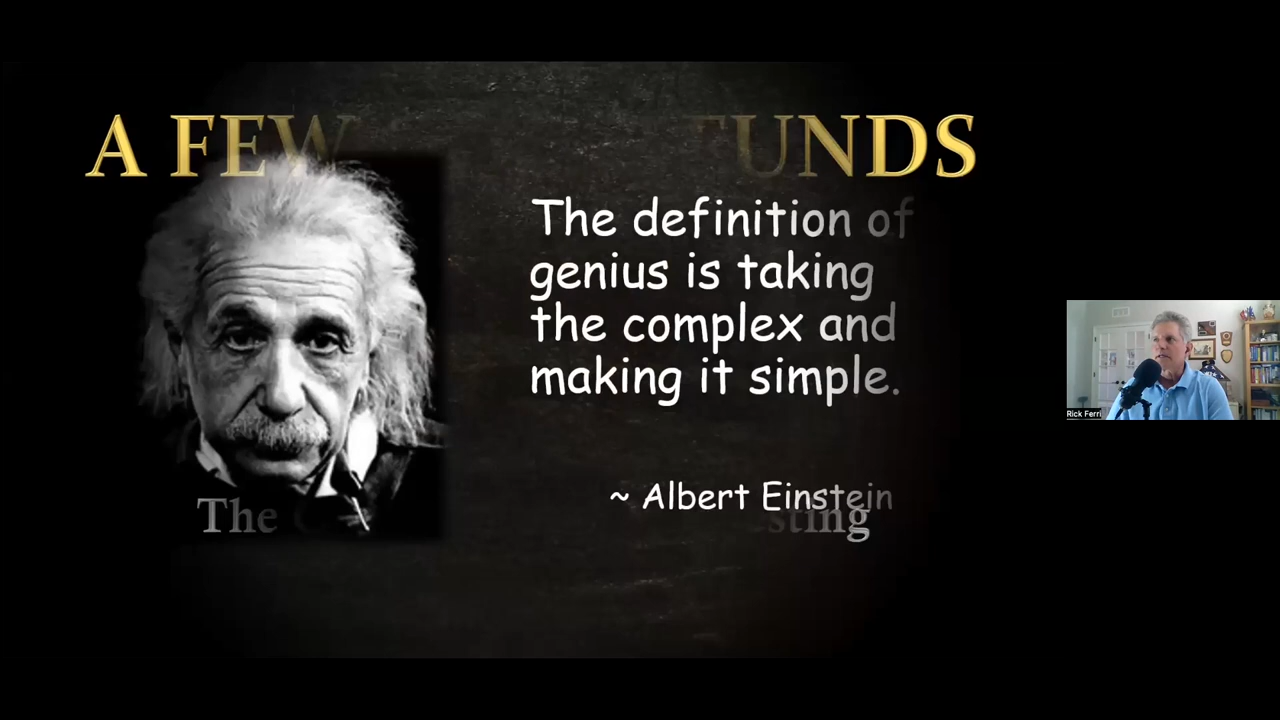 A FEW FUNDS
The definition of
genius is taking
the complex and
making it simple.
~ Albert Einstein
The sting
Rick Ferri